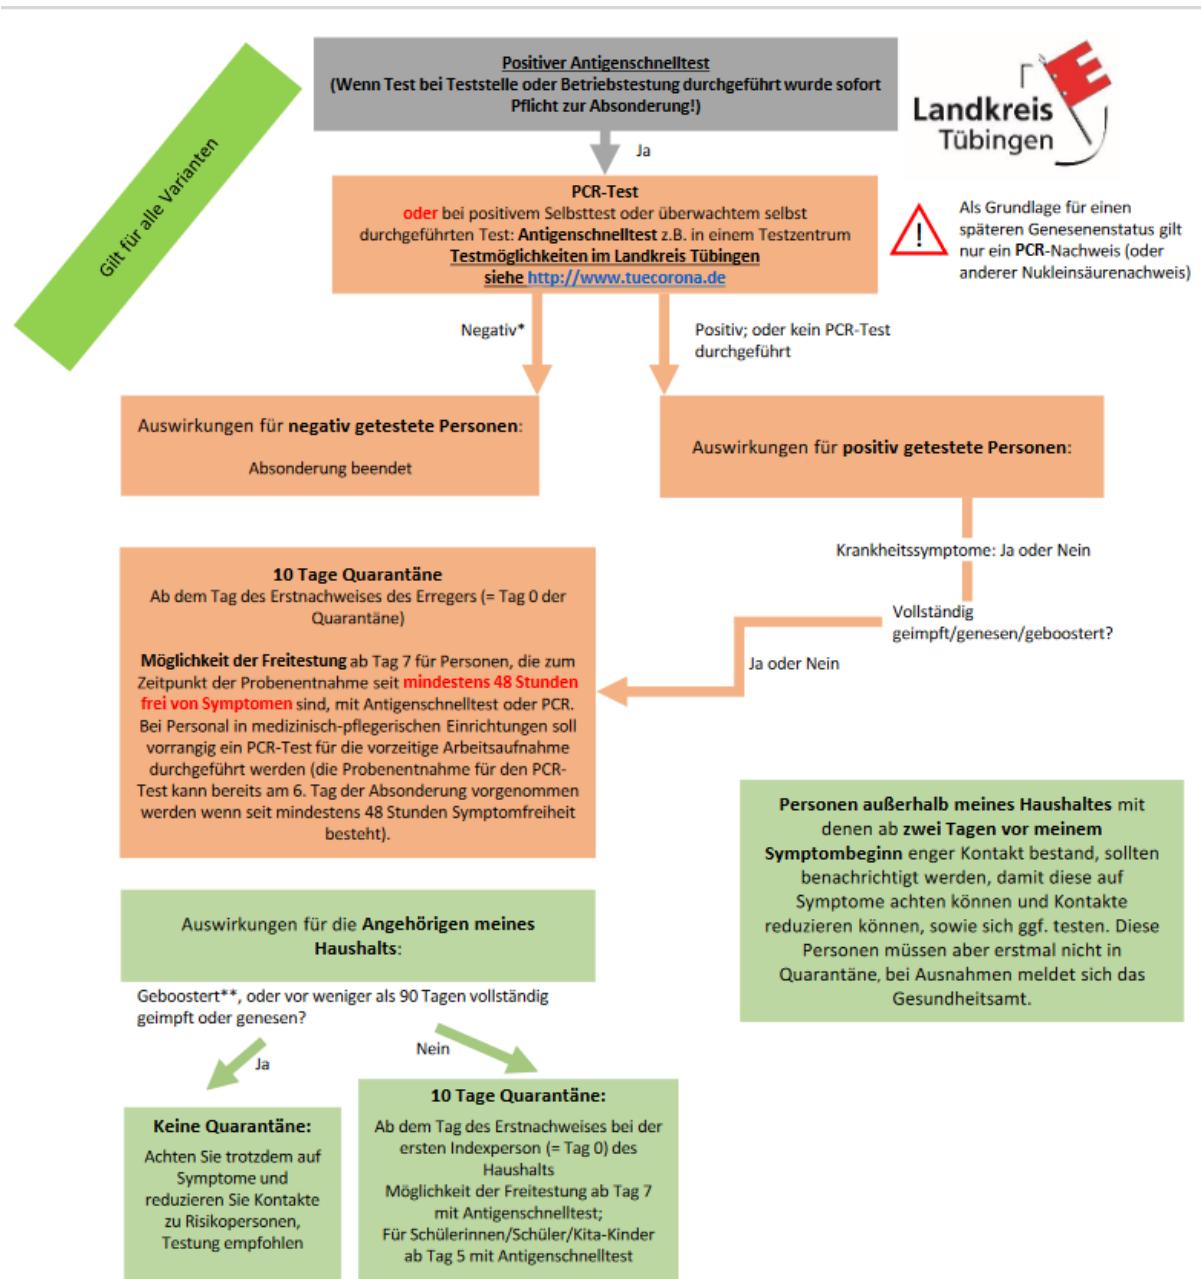 Positiver Antigenschnelltest
(Wenn Test bei Teststelle oder Betriebstestung durchgeführt wurde sofort
Pflicht zur Absonderung!)
Landkreis
Tübingen
Gilt für alle Varianten
Ja
PCR-Test
oder bei positivem Selbsttest oder überwachtem selbst
durchgeführten Test: Antigenschnelltest z.B. in einem Testzentrum
Testmöglichkeiten im Landkreis Tübingen
siehe http://www.tuecorona.de
!
Als Grundlage für einen
späteren Genesenenstatus gilt
nur ein PCR-Nachweis (oder
anderer Nukleinsäurenachweis)
Negativ*
Positiv; oder kein PCR-Test
durchgeführt
Auswirkungen für negativ getestete Personen:
Absonderung beendet
Auswirkungen für positiv getestete Personen:
Krankheitssymptome: Ja oder Nein
Vollständig
geimpft/genesen/geboostert?
Ja oder Nein
10 Tage Quarantäne
Ab dem Tag des Erstnachweises des Erregers (= Tag 0 der
Quarantäne)
Möglichkeit der Freitestung ab Tag 7 für Personen, die zum
Zeitpunkt der Probenentnahme seit mindestens 48 Stunden
frei von Symptomen sind, mit Antigenschnelltest oder PCR.
Bei Personal in medizinisch-pflegerischen Einrichtungen soll
vorrangig ein PCR-Test für die vorzeitige Arbeitsaufnahme
durchgeführt werden (die Probenentnahme für den PCR-
Test kann bereits am 6. Tag der Absonderung vorgenommen
werden wenn seit mindestens 48 Stunden Symptomfreiheit
besteht).
Personen außerhalb meines Haushaltes mit
denen ab zwei Tagen vor meinem
Symptombeginn enger Kontakt bestand, sollten
benachrichtigt werden, damit diese auf
Symptome achten können und Kontakte
reduzieren können, sowie sich ggf. testen. Diese
Personen müssen aber erstmal nicht in
Quarantäne, bei Ausnahmen meldet sich das
Gesundheitsamt.
Auswirkungen für die Angehörigen meines
Haushalts:
Geboostert**, oder vor weniger als 90 Tagen vollständig
geimpft oder genesen?
Ja
Nein
Keine Quarantäne:
Achten Sie trotzdem auf
Symptome und
reduzieren Sie Kontakte
zu Risikopersonen,
Testung empfohlen
10 Tage Quarantäne:
Ab dem Tag des Erstnachweises bei der
ersten Indexperson (= Tag 0) des
Haushalts
Möglichkeit der Freitestung ab Tag 7
mit Antigenschnelltest;
Für Schülerinnen/Schüler/Kita-Kinder
ab Tag 5 mit Antigenschnelltest